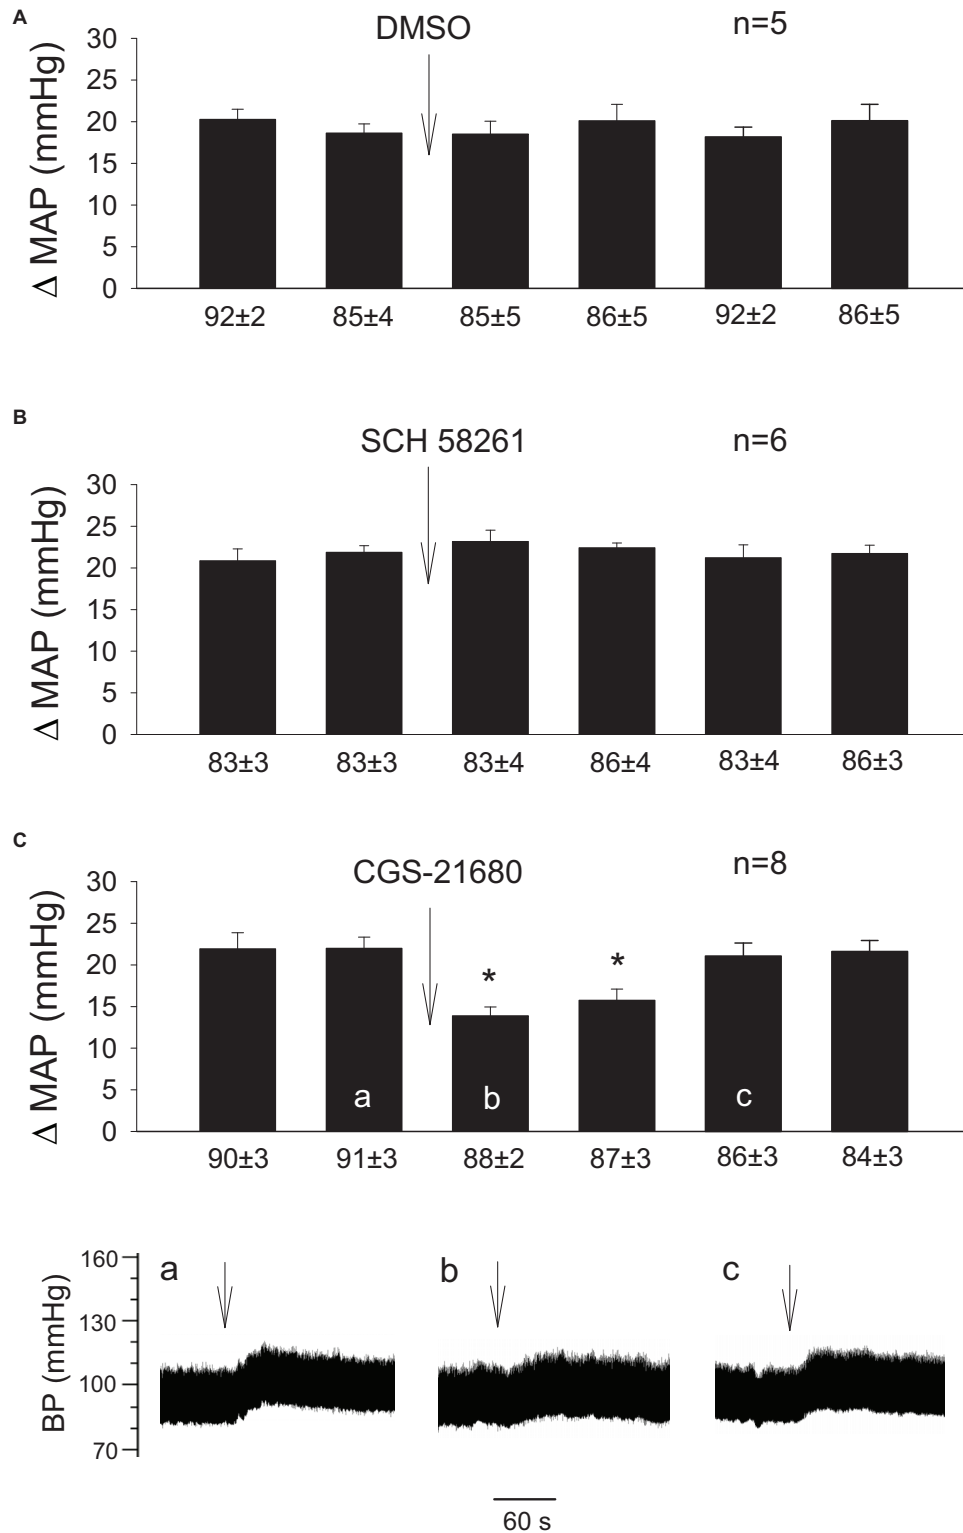 A
DMSO
n=5
Δ MAP (mmHg)
30
25
20
15
10
5
0
92±2 85±4 85±5 86±5 92±2 86±5
B
SCH 58261
n=6
Δ MAP (mmHg)
30
25
20
15
10
5
0
83±3 83±3 83±4 86±4 83±4 86±3
C
CGS-21680
n=8
Δ MAP (mmHg)
30
25
20
15
10
5
0
* *
a b c
90±3 91±3 88±2 87±3 86±3 84±3
BP (mmHg)
160
130
100
70
a b c
60 s